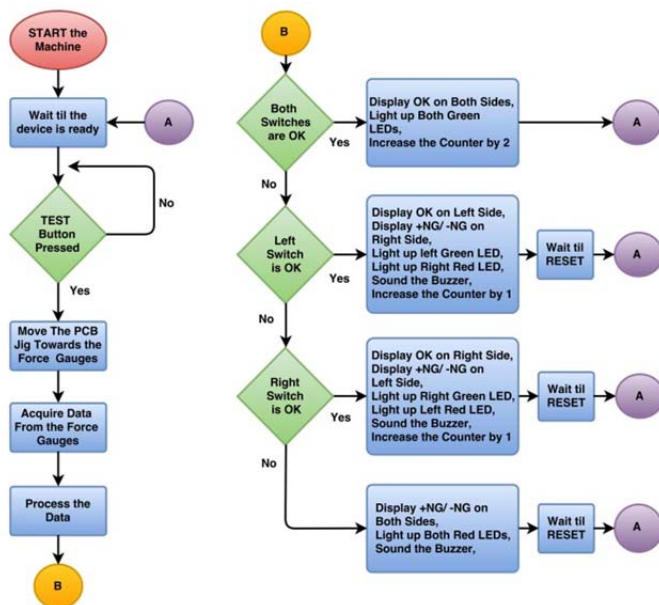 START the
Machine
Wait til the
device is ready
A
No
TEST
Button
Pressed
Yes
Move The PCB
Jig Towards the
Force Gauges
Acquire Data
From the Force
Gauges
Process the
Data
B
B
Both
Switches
are OK
Yes
Display OK on Both Sides,
Light up Both Green
LEDs,
Increase the Counter by 2
A
No
Left
Switch
is OK
Yes
Display OK on Left Side,
Display +NG/ -NG on
Right Side,
Light up left Green LED,
Light up Right Red LED,
Sound the Buzzer,
Increase the Counter by 1
Wait til
RESET
A
No
Right
Switch
is OK
Yes
Display OK on Right Side,
Display +NG/ -NG on
Left Side,
Light up Right Green LED,
Light up Left Red LED,
Sound the Buzzer,
Increase the Counter by 1
Wait til
RESET
A
No
Display +NG/ -NG on
Both Sides,
Light up Both Red LEDs,
Sound the Buzzer,
Wait til
RESET
A